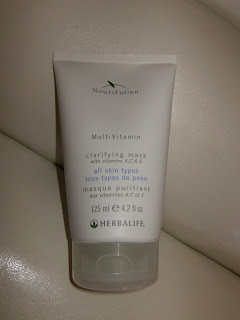 NouriFusion
MultiVitamin
clarifying mask
with vitamins A,C & E
all skin types
tous types de peau
masque purifiant
aux vitamines A,C et E
125 ml e 4.2 fl oz
HERBALIFE